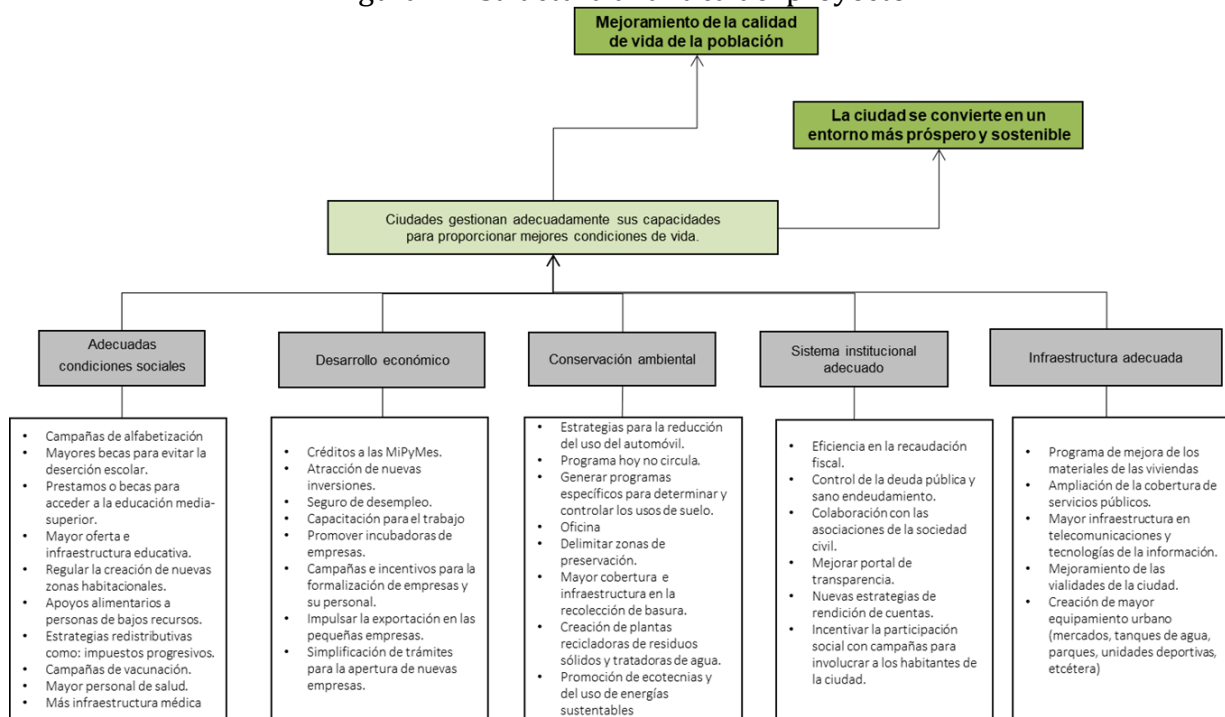 Mejoramiento de la calidad
de vida de la población
La ciudad se convierte en un
entorno más próspero y sostenible
Ciudades gestionan adecuadamente sus capacidades
para proporcionar mejores condiciones de vida.
Adecuadas
condiciones sociales
Desarrollo económico
Conservación ambiental
Sistema institucional
adecuado
Infraestructura adecuada
• Campañas de alfabetización
• Mayores becas para evitar la
deserción escolar.
• Prestamos o becas para
acceder a la educación media-
superior.
• Mayor oferta e
infraestructura educativa.
• Regular la creación de nuevas
zonas habitacionales.
• Apoyos alimentarios a
personas de bajos recursos.
• Estrategias redistributivas
como: impuestos progresivos.
• Campañas de vacunación.
• Mayor personal de salud.
• Más infraestructura médica
• Créditos a las MiPyMes.
• Atracción de nuevas
inversiones.
• Seguro de desempleo.
• Capacitación para el trabajo
• Promover incubadoras de
empresas.
• Campañas e incentivos para la
formalización de empresas y
su personal.
• Impulsar la exportación en las
pequeñas empresas.
• Simplificación de trámites
para la apertura de nuevas
empresas.
• Estrategias para la reducción
del uso del automóvil.
• Programa hoy no circula.
• Generar programas
específicos para determinar y
controlar los usos de suelo.
• Oficina
• Delimitar zonas de
preservación.
• Mayor cobertura e
infraestructura en
la recolección de basura.
• Creación de plantas
recicladoras de residuos
sólidos y tratadoras de agua.
• Promoción de ecotecnias y
del uso de energías
sustentables
• Eficiencia en la recaudación
fiscal.
• Control de la deuda pública y
sano endeudamiento.
• Colaboración con las
asociaciones de la sociedad
civil.
• Mejorar portal de
transparencia.
• Nuevas estrategias de
rendición de cuentas.
• Incentivar la participación
social con campañas para
involucrar a los habitantes de
la ciudad.
• Programa de mejora de los
materiales de las viviendas
• Ampliación de la cobertura de
servicios públicos.
• Mayor infraestructura en
telecomunicaciones y
tecnologías de la información.
• Mejoramiento de las
vialidades de la ciudad.
• Creación de mayor
equipamiento urbano
(mercados, tanques de agua,
parques, unidades deportivas,
etcétera)